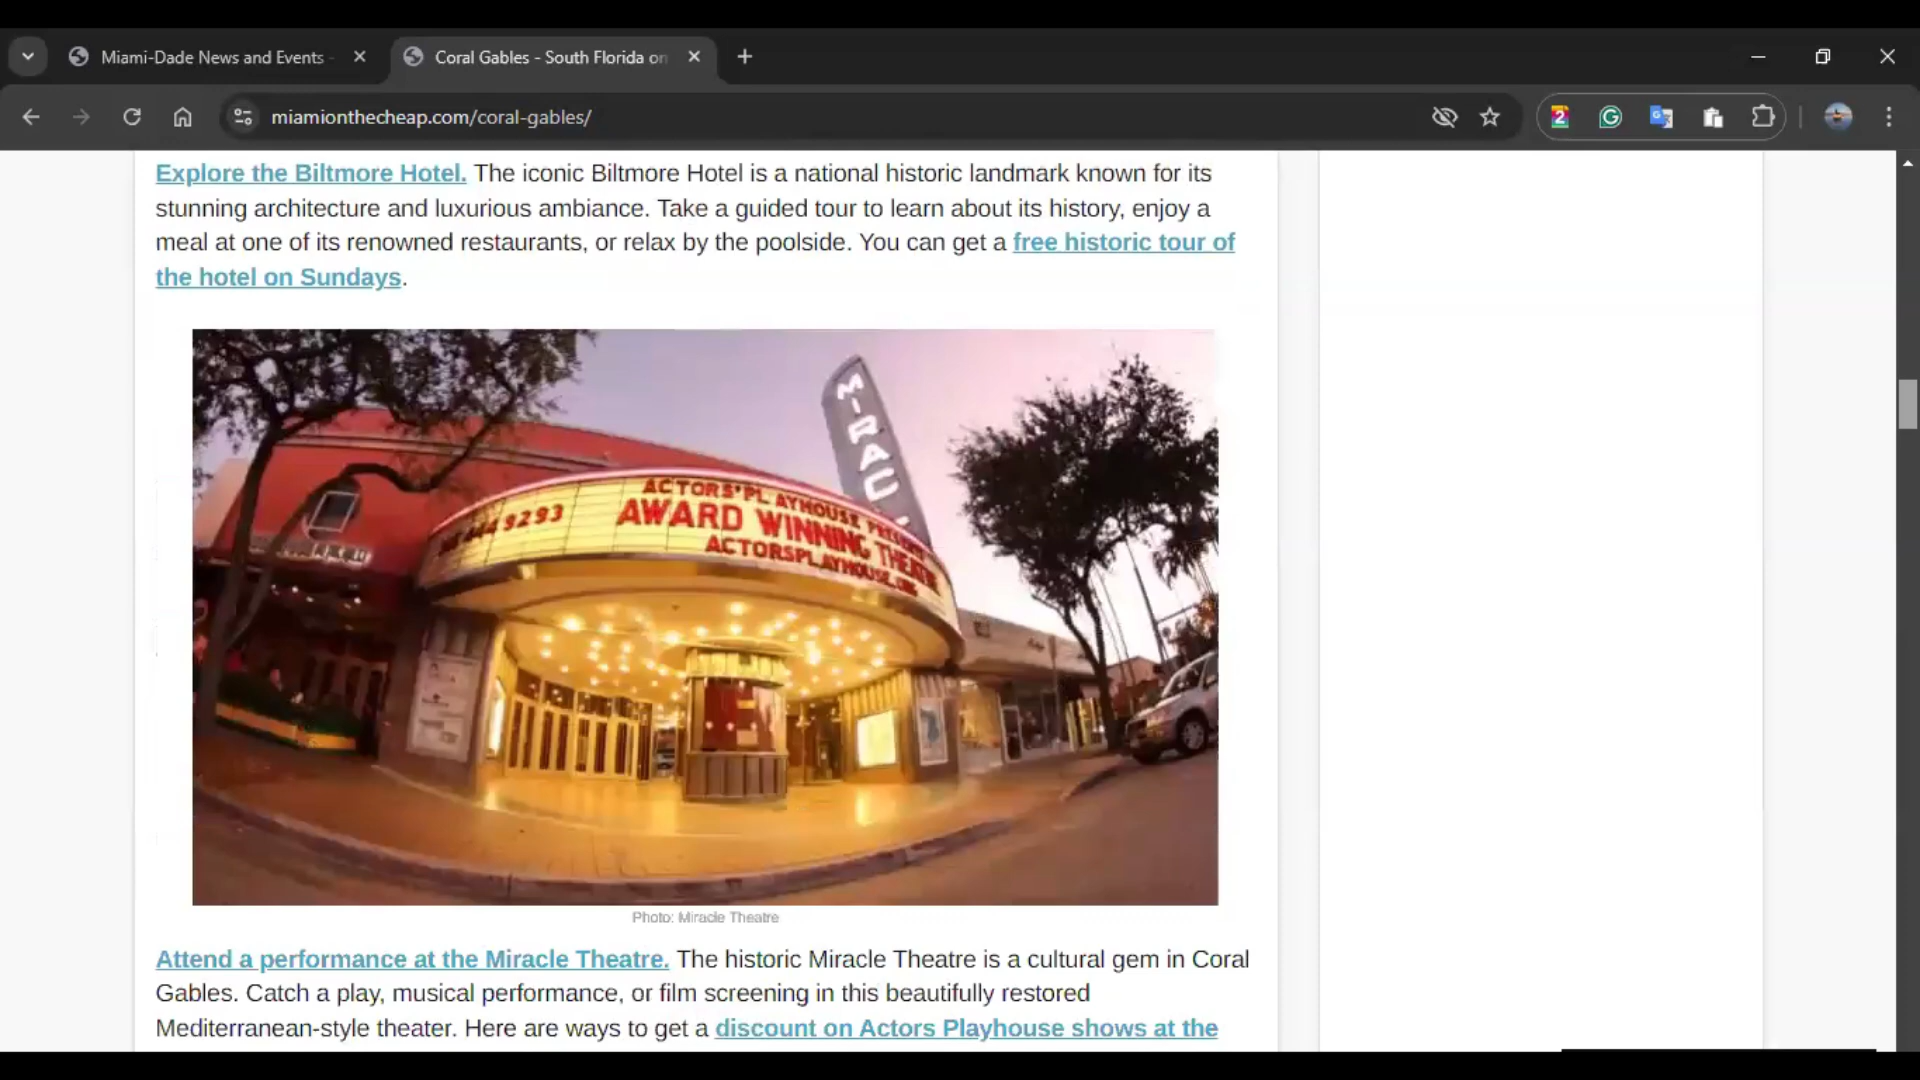 Miami-Dade News and Events -
Coral Gables - South Florida on
miamionthecheap.com/coral-gables/
Explore the Biltmore Hotel. The iconic Biltmore Hotel is a national historic landmark known for its
stunning architecture and luxurious ambiance. Take a guided tour to learn about its history, enjoy a
meal at one of its renowned restaurants, or relax by the poolside. You can get a free historic tour of
the hotel on Sundays.
MIRAC
ACTORS' PLAYHOUSE PRESENTS
444 9293
AWARD WINNING THEATRE
ACTORSPLAYHOUSE.ORG
Photo: Miracle Theatre
Attend a performance at the Miracle Theatre. The historic Miracle Theatre is a cultural gem in Coral
Gables. Catch a play, musical performance, or film screening in this beautifully restored
Mediterranean-style theater. Here are ways to get a discount on Actors Playhouse shows at the